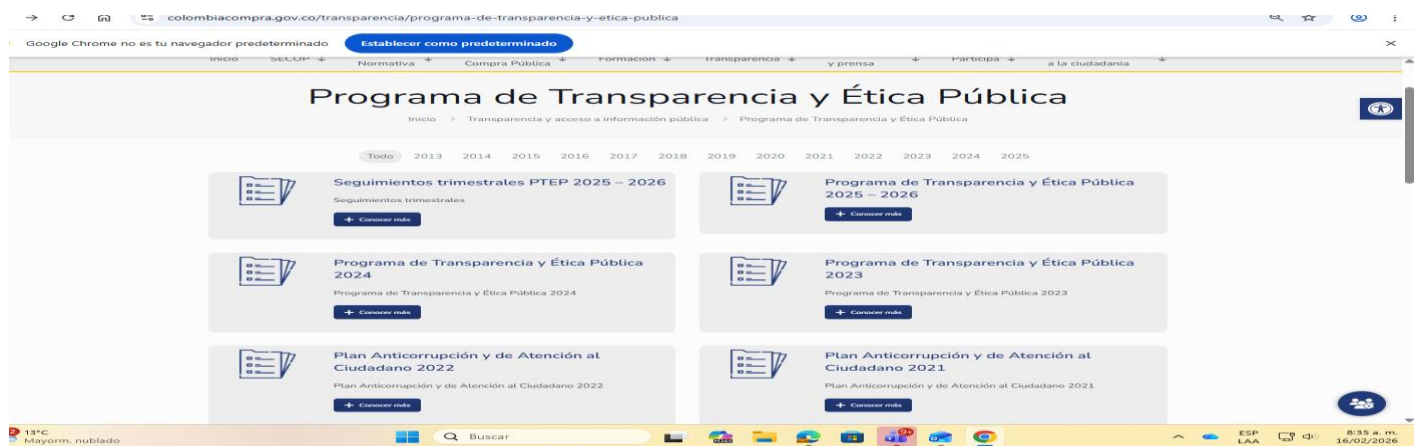 colombiacompra.gov.co/transparencia/programa-de-transparencia-y-etica-publica
Google Chrome no es tu navegador predeterminado
Establecer como predeterminado
Inicio SECOP Normativa Compra Pública Formación Transparencia y prensa Participa a la ciudadanía
Programa de Transparencia y Ética Pública
Inicio > Transparencia y acceso a información pública > Programa de Transparencia y Ética Pública
Todo 2013 2014 2015 2016 2017 2018 2019 2020 2021 2022 2023 2024 2025
Seguimientos trimestrales PTEP 2025 – 2026
Seguimientos trimestrales
+ Conocer más
Programa de Transparencia y Ética Pública
2025 – 2026
+ Conocer más
Programa de Transparencia y Ética Pública
2024
Programa de Transparencia y Ética Pública 2024
+ Conocer más
Programa de Transparencia y Ética Pública
2023
Programa de Transparencia y Ética Pública 2023
+ Conocer más
Plan Anticorrupción y de Atención al
Ciudadano 2022
Plan Anticorrupción y de Atención al Ciudadano 2022
+ Conocer más
Plan Anticorrupción y de Atención al
Ciudadano 2021
Plan Anticorrupción y de Atención al Ciudadano 2021
+ Conocer más
13°C
Mayorm. nublado
Buscar
ESP
LAA
8:35 a. m.
16/02/2026